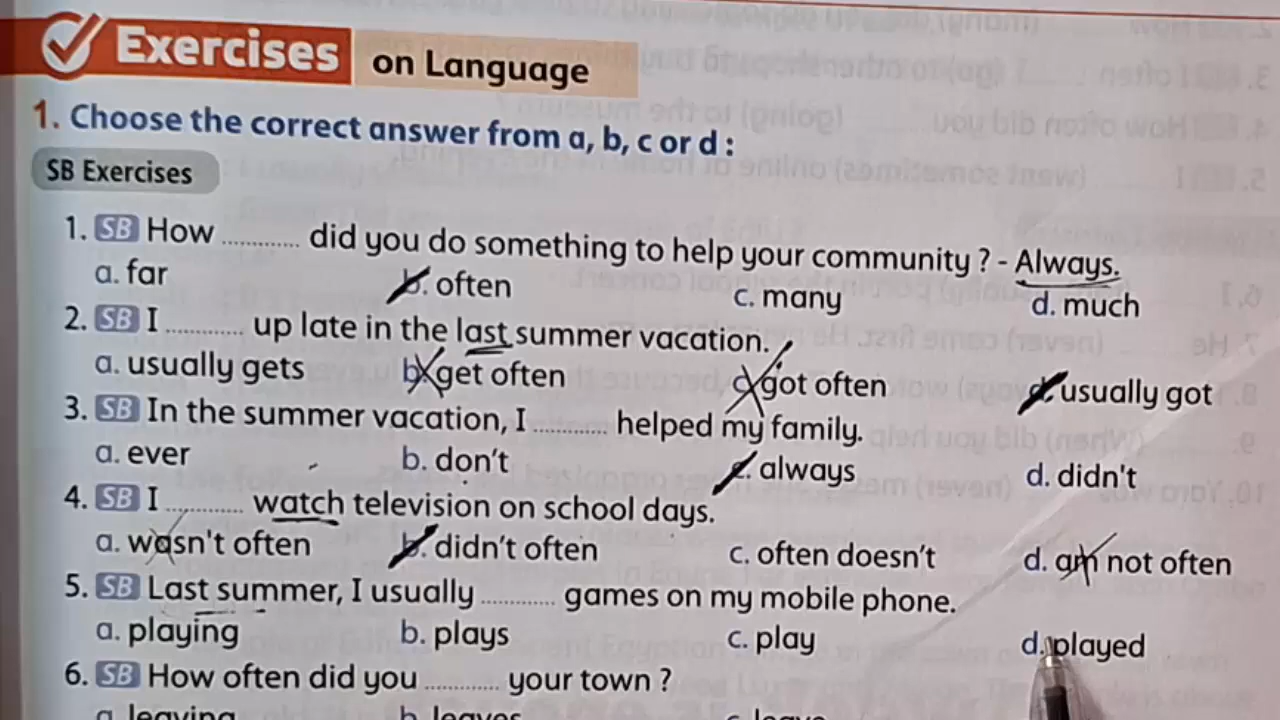 Exercises on Language
1. Choose the correct answer from a, b, c or d :
SB Exercises
1. SB How ............ did you do something to help your community ? - Always.
a. far b. often c. many d. much
2. SB I ............ up late in the last summer vacation.
a. usually gets b. get often c. got often d. usually got
3. SB In the summer vacation, I ............ helped my family.
a. ever b. don't c. always d. didn't
4. SB I ............ watch television on school days.
a. wasn't often b. didn't often c. often doesn't d. am not often
5. SB Last summer, I usually ............ games on my mobile phone.
a. playing b. plays c. play d. played
6. SB How often did you ............ your town ?
a. leaving b. leaves c. leave